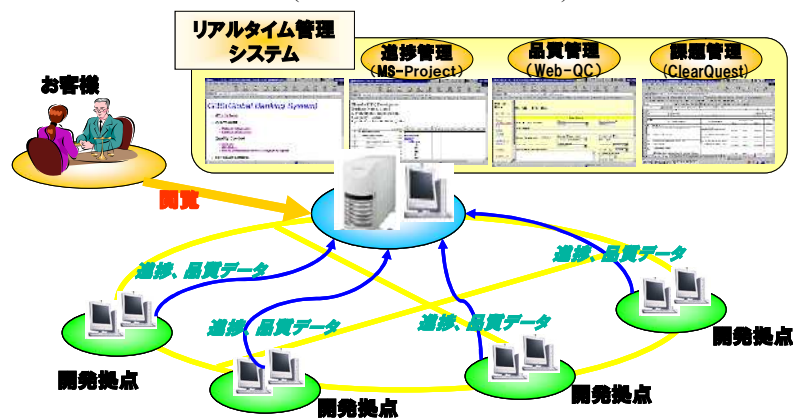 リアルタイム管理
システム
進捗管理
(MS-Project)
品質管理
(Web-QC)
課題管理
(ClearQuest)
お客様
GBS(Global Banking System)
閲覧
進捗、品質データ
進捗、品質データ
進捗、品質データ
進捗、品質データ
開発拠点
開発拠点
開発拠点
開発拠点